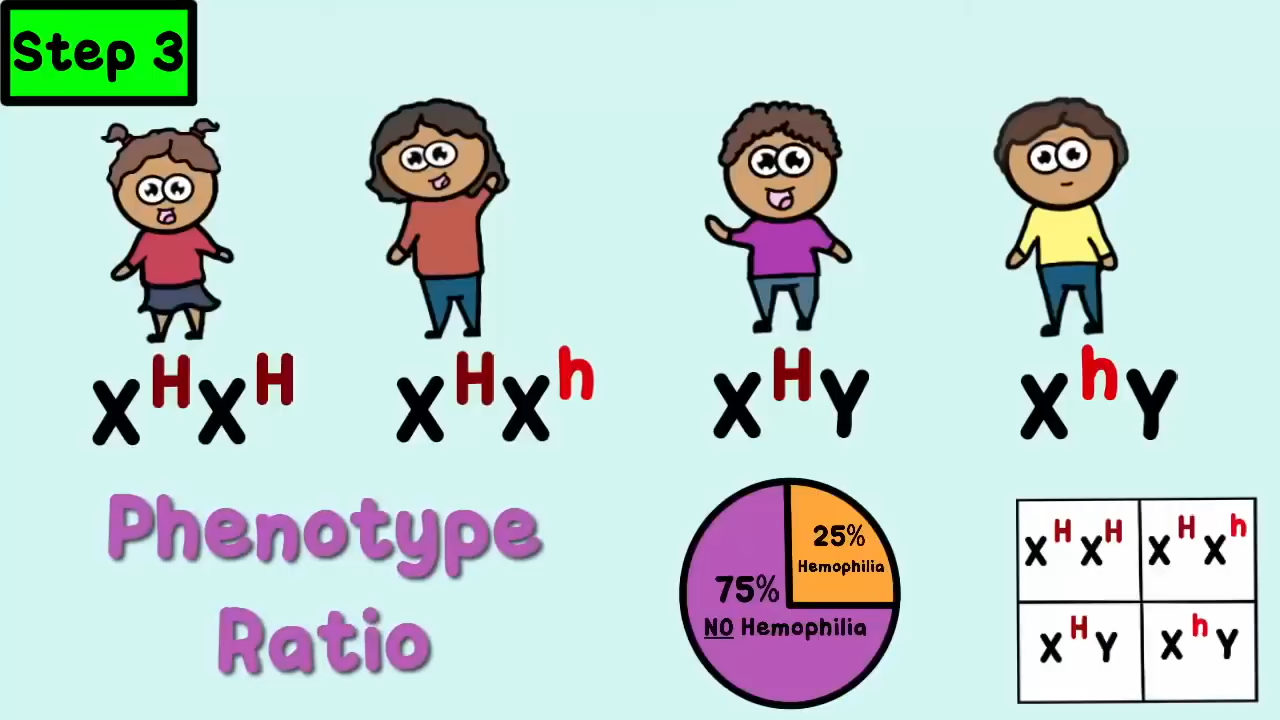 Step 3
XᴴXᴴ XᴴXʰ XᴴY XʰY
Phenotype
Ratio
25%
Hemophilia
75%
NO Hemophilia
XᴴXᴴ XᴴXʰ
XᴴY XʰY